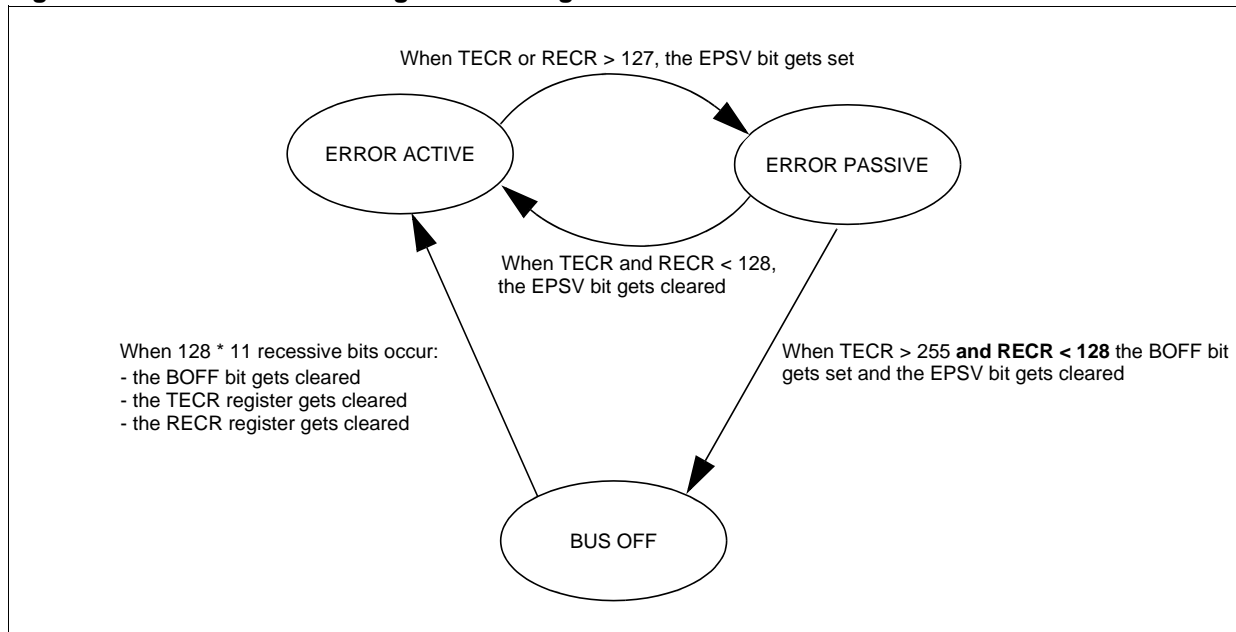 When TECR or RECR > 127, the EPSV bit gets set
ERROR ACTIVE
ERROR PASSIVE
When TECR and RECR < 128,
the EPSV bit gets cleared
When 128 * 11 recessive bits occur:
- the BOFF bit gets cleared
- the TECR register gets cleared
- the RECR register gets cleared
When TECR > 255 and RECR < 128 the BOFF bit
gets set and the EPSV bit gets cleared
BUS OFF